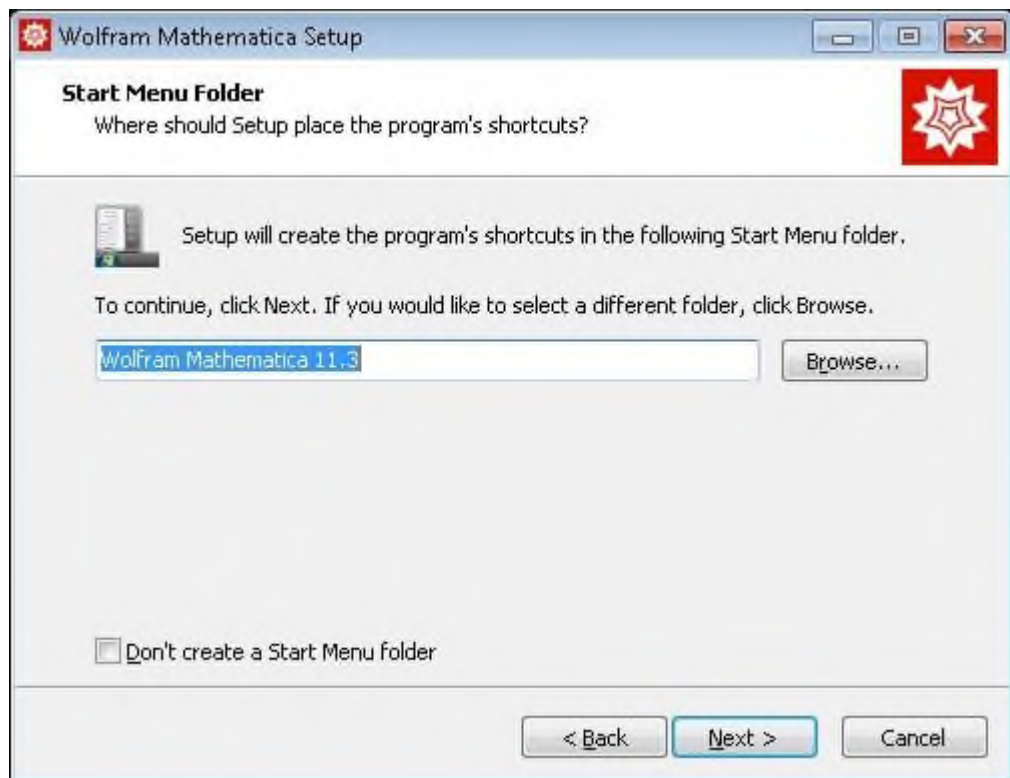 Wolfram Mathematica Setup
Start Menu Folder
Where should Setup place the program's shortcuts?
Setup will create the program's shortcuts in the following Start Menu folder.
To continue, click Next. If you would like to select a different folder, click Browse.
Wolfram Mathematica 11.3
Browse...
Don't create a Start Menu folder
< Back
Next >
Cancel